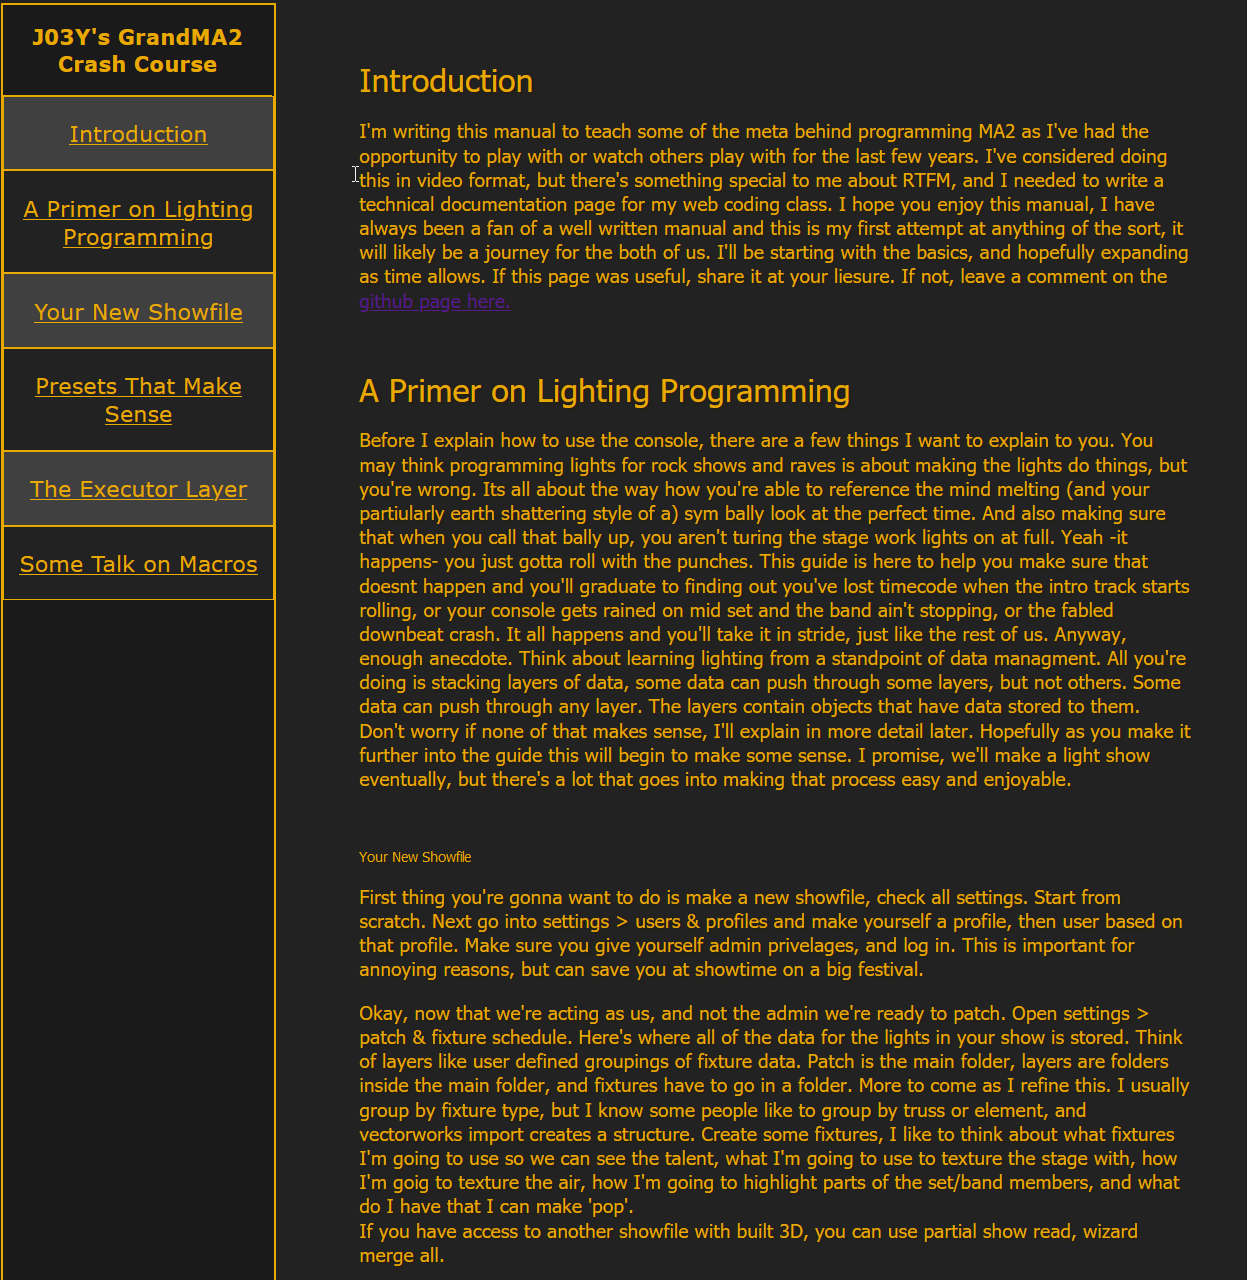 J03Y's GrandMA2
Crash Course
Introduction
A Primer on Lighting
Programming
Your New Showfile
Presets That Make
Sense
The Executor Layer
Some Talk on Macros
Introduction
I'm writing this manual to teach some of the meta behind programming MA2 as I've had the
opportunity to play with or watch others play with for the last few years. I've considered doing
this in video format, but there's something special to me about RTFM, and I needed to write a
technical documentation page for my web coding class. I hope you enjoy this manual, I have
always been a fan of a well written manual and this is my first attempt at anything of the sort, it
will likely be a journey for the both of us. I'll be starting with the basics, and hopefully expanding
as time allows. If this page was useful, share it at your liesure. If not, leave a comment on the
github page here.
A Primer on Lighting Programming
Before I explain how to use the console, there are a few things I want to explain to you. You
may think programming lights for rock shows and raves is about making the lights do things, but
you're wrong. Its all about the way how you're able to reference the mind melting (and your
partiularly earth shattering style of a) sym bally look at the perfect time. And also making sure
that when you call that bally up, you aren't turing the stage work lights on at full. Yeah -it
happens- you just gotta roll with the punches. This guide is here to help you make sure that
doesnt happen and you'll graduate to finding out you've lost timecode when the intro track starts
rolling, or your console gets rained on mid set and the band ain't stopping, or the fabled
downbeat crash. It all happens and you'll take it in stride, just like the rest of us. Anyway,
enough anecdote. Think about learning lighting from a standpoint of data managment. All you're
doing is stacking layers of data, some data can push through some layers, but not others. Some
data can push through any layer. The layers contain objects that have data stored to them.
Don't worry if none of that makes sense, I'll explain in more detail later. Hopefully as you make it
further into the guide this will begin to make some sense. I promise, we'll make a light show
eventually, but there's a lot that goes into making that process easy and enjoyable.
Your New Showfile
First thing you're gonna want to do is make a new showfile, check all settings. Start from
scratch. Next go into settings > users & profiles and make yourself a profile, then user based on
that profile. Make sure you give yourself admin privelages, and log in. This is important for
annoying reasons, but can save you at showtime on a big festival.
Okay, now that we're acting as us, and not the admin we're ready to patch. Open settings >
patch & fixture schedule. Here's where all of the data for the lights in your show is stored. Think
of layers like user defined groupings of fixture data. Patch is the main folder, layers are folders
inside the main folder, and fixtures have to go in a folder. More to come as I refine this. I usually
group by fixture type, but I know some people like to group by truss or element, and
vectorworks import creates a structure. Create some fixtures, I like to think about what fixtures
I'm going to use so we can see the talent, what I'm going to use to texture the stage with, how
I'm goig to texture the air, how I'm going to highlight parts of the set/band members, and what
do I have that I can make 'pop'.
If you have access to another showfile with built 3D, you can use partial show read, wizard
merge all.